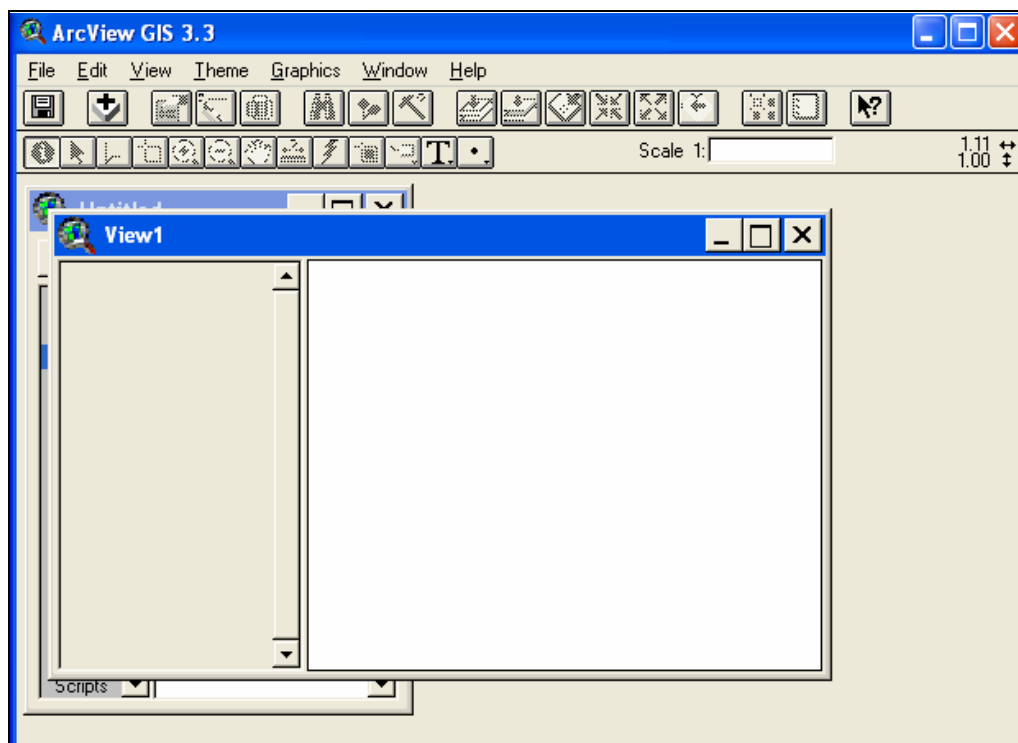 ArcView GIS 3.3
File Edit View Theme Graphics Window Help
T Scale 1: 1.11
1.00
Untitled
View1
Scripts